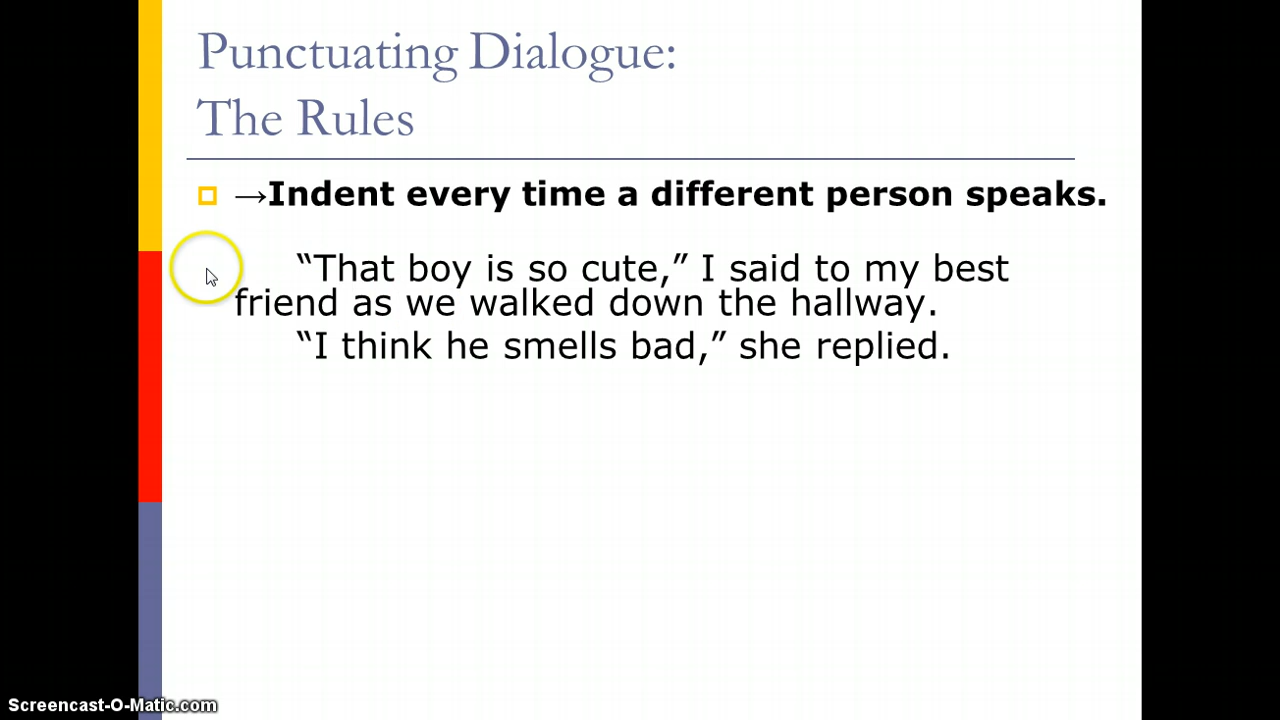 Punctuating Dialogue:
The Rules
→Indent every time a different person speaks.
“That boy is so cute,” I said to my best
friend as we walked down the hallway.
“I think he smells bad,” she replied.
Screencast-O-Matic.com